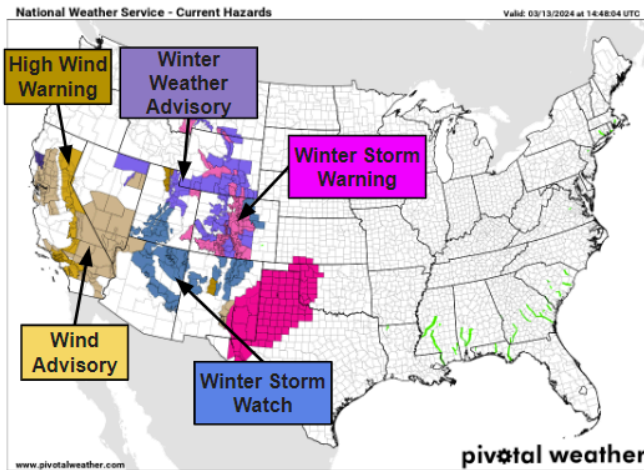 National Weather Service - Current Hazards
Valid: 03/13/2024 at 14:48:04 UTC
High Wind
Warning
Winter
Weather
Advisory
Winter Storm
Warning
Wind
Advisory
Winter Storm
Watch
www.pivotalweather.com
pivotal weather